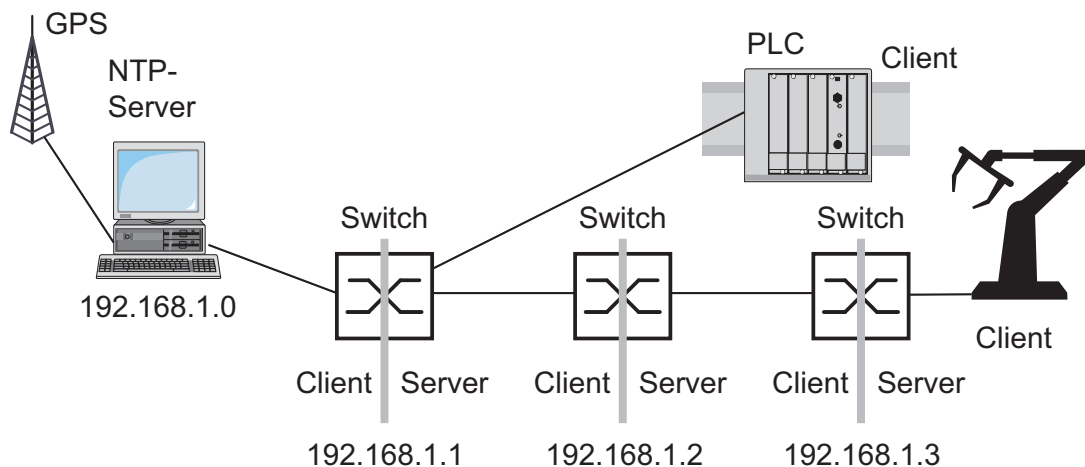 GPS
NTP-
Server
PLC
Client
Switch
Switch
Switch
192.168.1.0
Client
Client Server
Client Server
Client Server
192.168.1.1
192.168.1.2
192.168.1.3